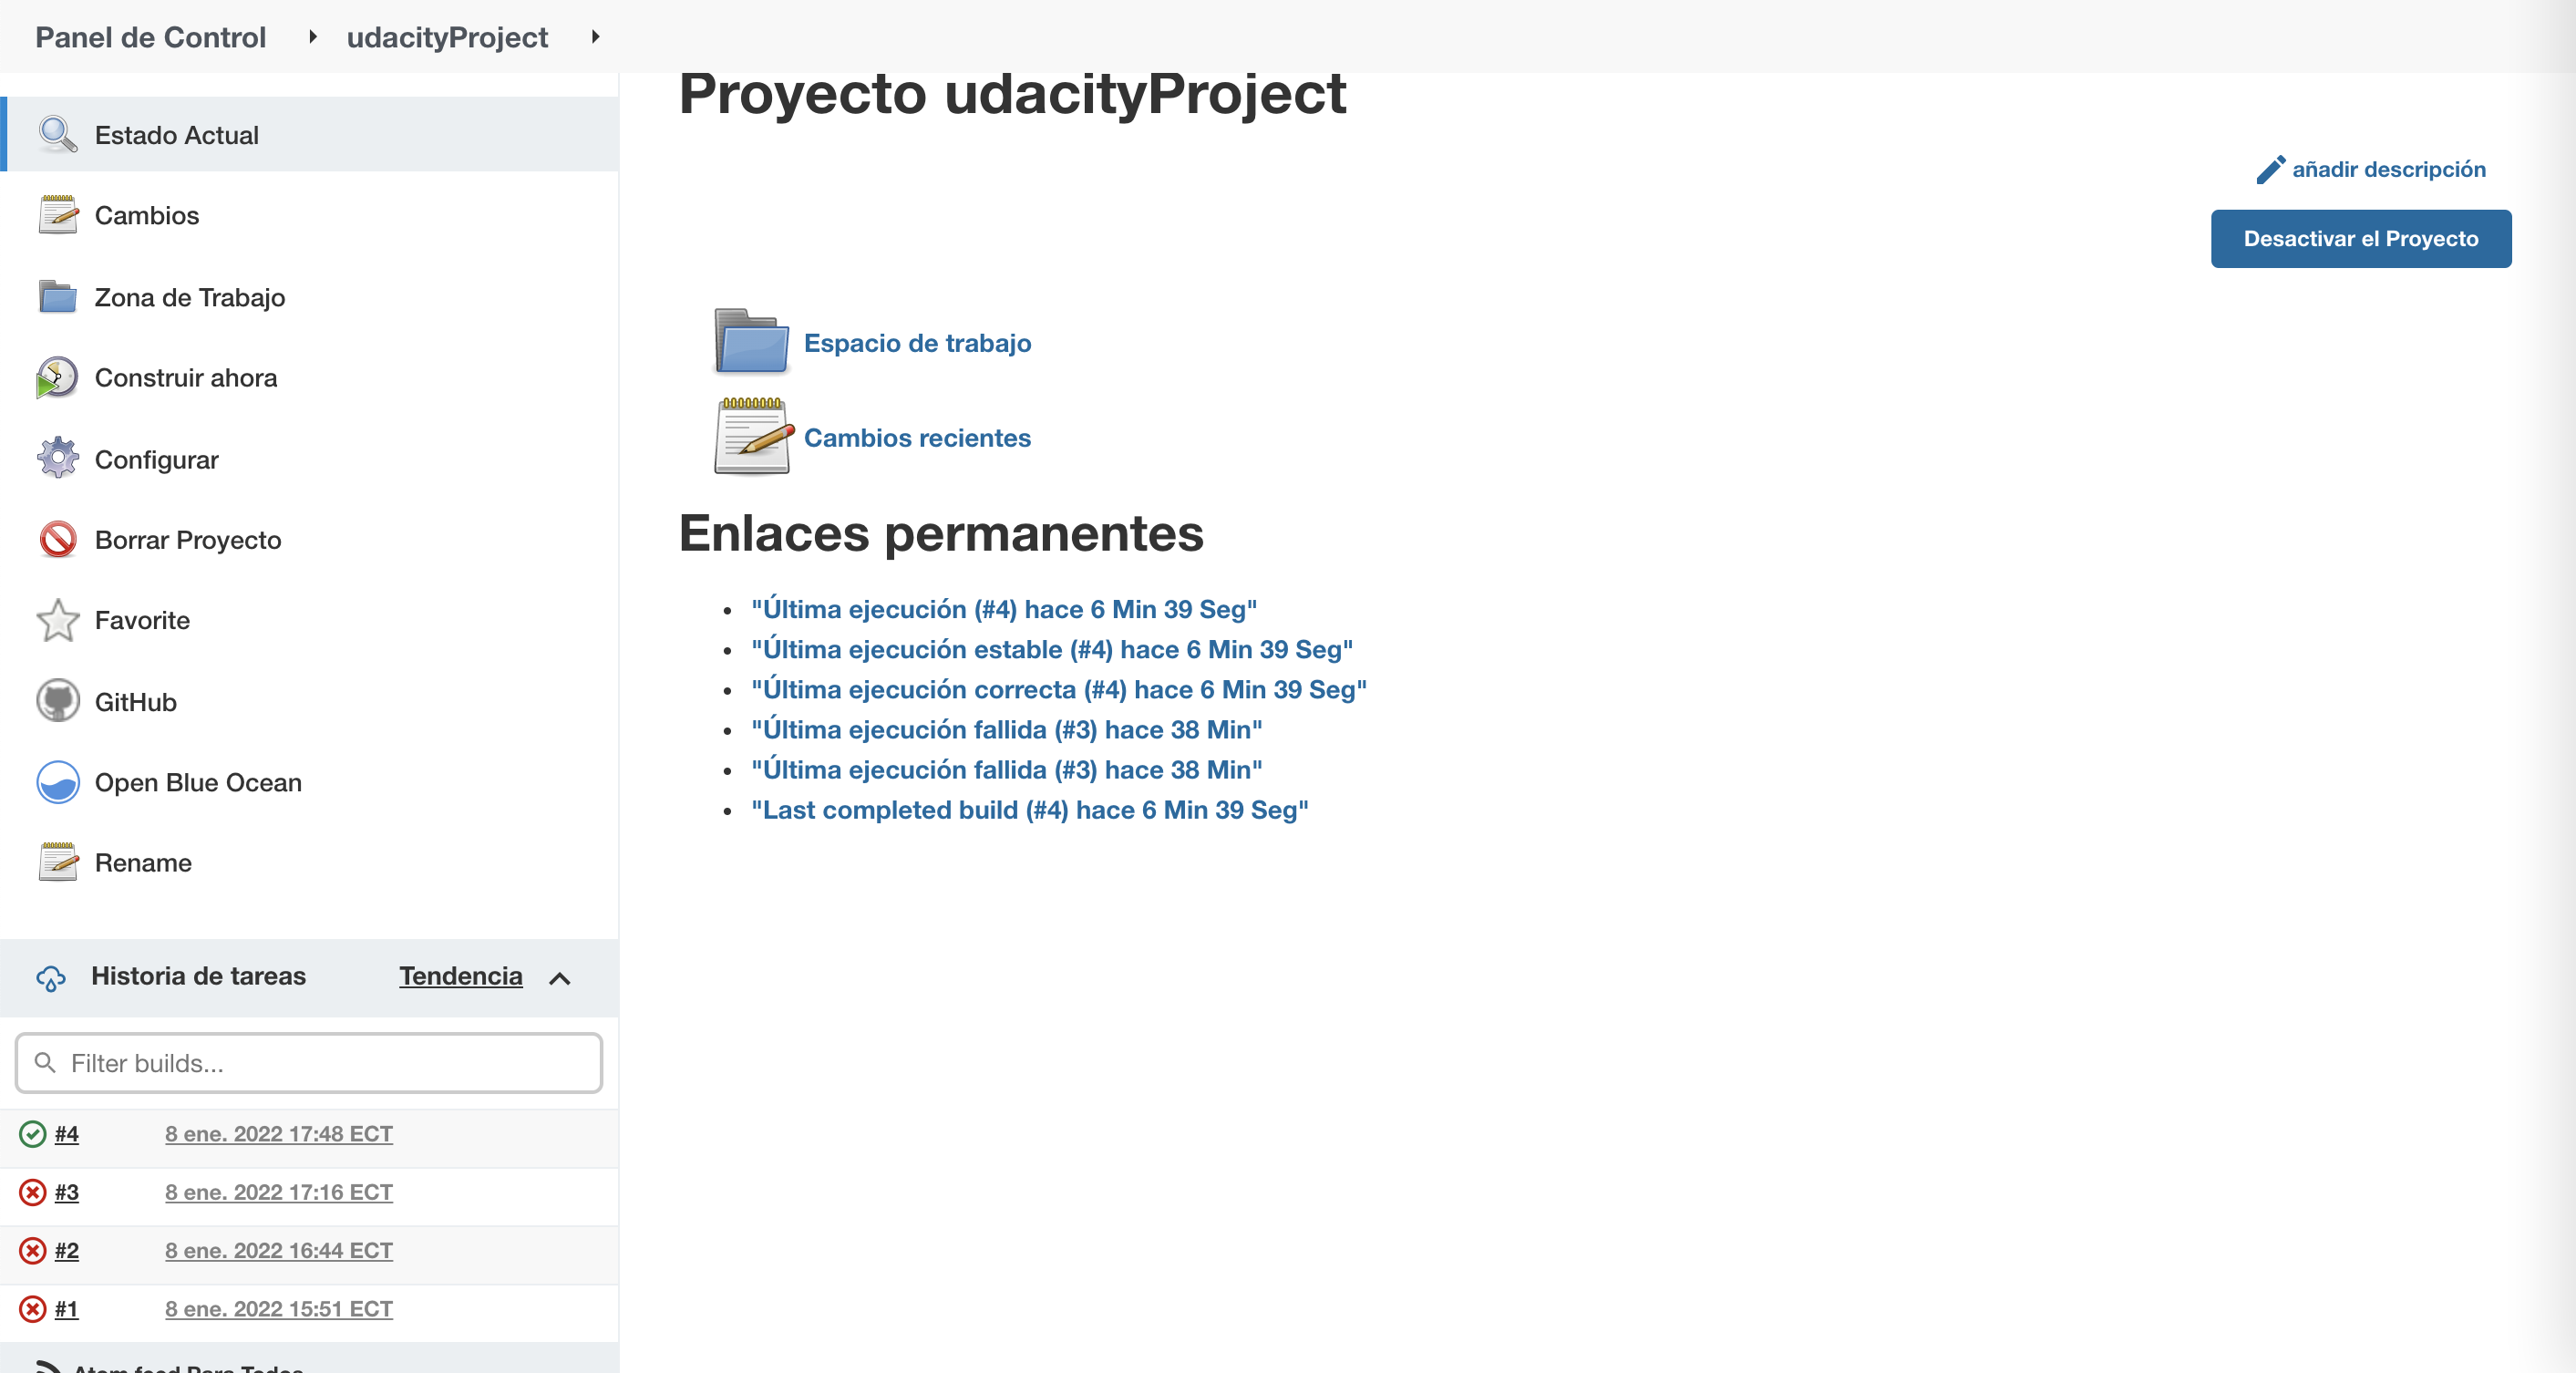 Panel de Control
udacityProject
Estado Actual
Cambios
Zona de Trabajo
Construir ahora
Configurar
Borrar Proyecto
Favorite
GitHub
Open Blue Ocean
Rename
Historia de tareas Tendencia
Filter builds...
#4 8 ene. 2022 17:48 ECT
#3 8 ene. 2022 17:16 ECT
#2 8 ene. 2022 16:44 ECT
#1 8 ene. 2022 15:51 ECT
Atom feed Para Todos
Proyecto udacityProject
añadir descripción
Desactivar el Proyecto
Espacio de trabajo
Cambios recientes
Enlaces permanentes
"Última ejecución (#4) hace 6 Min 39 Seg"
"Última ejecución estable (#4) hace 6 Min 39 Seg"
"Última ejecución correcta (#4) hace 6 Min 39 Seg"
"Última ejecución fallida (#3) hace 38 Min"
"Última ejecución fallida (#3) hace 38 Min"
"Last completed build (#4) hace 6 Min 39 Seg"